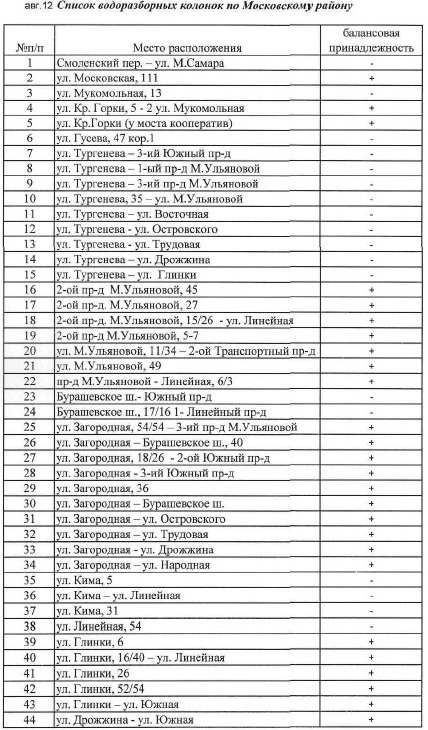 авг.12 Список водоразборных колонок по Московскому району
№п/п Место расположения балансовая принадлежность
1 Смоленский пер. – ул. М.Самара -
2 ул. Московская, 111 +
3 ул. Мукомольная, 13 -
4 ул. Кр. Горки, 5 - 2 ул. Мукомольная +
5 ул. Кр.Горки (у моста кооператив) +
6 ул. Гусева, 47 кор.1 -
7 ул. Тургенева – 3-ий Южный пр-д -
8 ул. Тургенева – 1-ый пр-д М.Ульяновой -
9 ул. Тургенева – 3-ий пр-д М.Ульяновой -
10 ул. Тургенева, 35 – ул. М.Ульяновой -
11 ул. Тургенева – ул. Восточная -
12 ул. Тургенева - ул. Островского -
13 ул. Тургенева - ул. Трудовая -
14 ул. Тургенева – ул. Дрожжина -
15 ул. Тургенева – ул. Глинки -
16 2-ой пр-д М.Ульяновой, 45 +
17 2-ой пр-д. М.Ульяновой, 27 +
18 2-ой пр-д. М.Ульяновой, 15/26 - ул. Линейная +
19 2-ой пр-д М.Ульяновой, 5-7 +
20 ул. М.Ульяновой, 11/34 – 2-ой Транспортный пр-д +
21 ул. М.Ульяновой, 49 +
22 пр-д М.Ульяновой - Линейная, 6/3 +
23 Бурашевское ш.- Южный пр-д -
24 Бурашевское ш., 17/16 1- Линейный пр-д -
25 ул. Загородная, 54/54 – 3-ий пр-д М.Ульяновой +
26 ул. Загородная – Бурашевское ш., 40 +
27 ул. Загородная, 18/26 - 2-ой Южный пр-д +
28 ул. Загородная - 3-ий Южный пр-д +
29 ул. Загородная, 36 +
30 ул. Загородная – Бурашевское ш. +
31 ул. Загородная – ул. Островского +
32 ул. Загородная – ул. Трудовая +
33 ул. Загородная - ул. Дрожжина +
34 ул. Загородная – ул. Народная +
35 ул. Кима, 5 -
36 ул. Кима – ул. Линейная -
37 ул. Кима, 31 -
38 ул. Линейная, 54 -
39 ул. Глинки, 6 +
40 ул. Глинки, 16/40 – ул. Линейная +
41 ул. Глинки, 26 +
42 ул. Глинки, 52/54 +
43 ул. Глинки – ул. Южная +
44 ул. Дрожжина - ул. Южная +